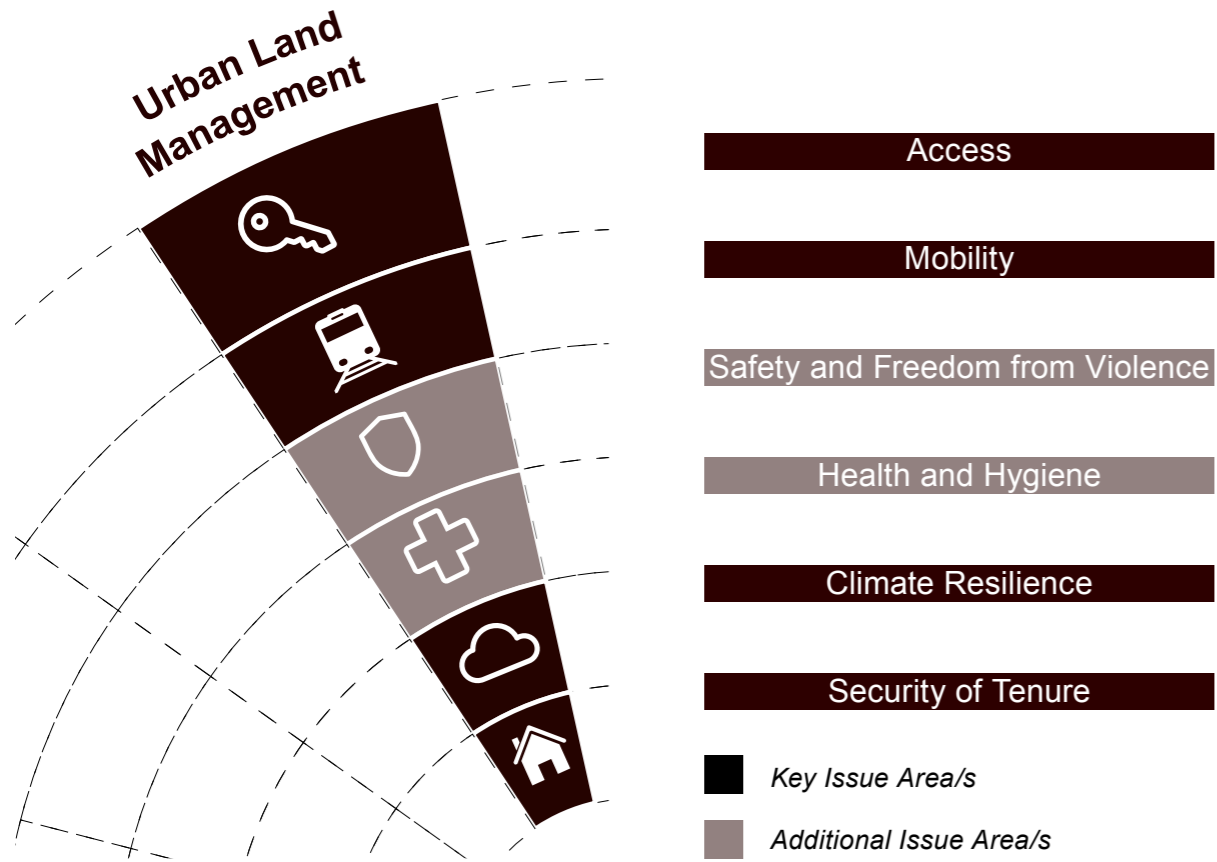 Urban Land
Management
Access
Mobility
Safety and Freedom from Violence
Health and Hygiene
Climate Resilience
Security of Tenure
Key Issue Area/s
Additional Issue Area/s